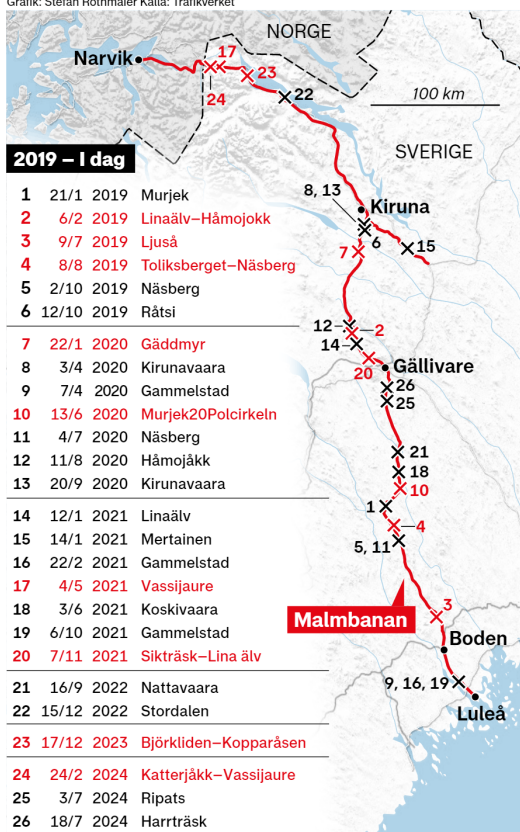 Grafik: Stefan Rothmaier Källa: Trafikverket
NORGE
Narvik
17
23
24
22
100 km
SVERIGE
2019 – I dag
8, 13
Kiruna
6
15
7
1 21/1 2019 Murjek
2 6/2 2019 Linaälv–Håmojokk
3 9/7 2019 Ljuså
4 8/8 2019 Toliksberget–Näsberg
5 2/10 2019 Näsberg
6 12/10 2019 Råtsi
7 22/1 2020 Gäddmyr
8 3/4 2020 Kirunavaara
9 7/4 2020 Gammelstad
10 13/6 2020 Murjek20Polcirkeln
11 4/7 2020 Näsberg
12 11/8 2020 Håmojåkk
13 20/9 2020 Kirunavaara
14 12/1 2021 Linaälv
15 14/1 2021 Mertainen
16 22/2 2021 Gammelstad
17 4/5 2021 Vassijaure
18 3/6 2021 Koskivaara
19 6/10 2021 Gammelstad
20 7/11 2021 Sikträsk–Lina älv
21 16/9 2022 Nattavaara
22 15/12 2022 Stordalen
23 17/12 2023 Björkliden–Kopparåsen
24 24/2 2024 Katterjåkk–Vassijaure
25 3/7 2024 Ripats
26 18/7 2024 Harrträsk
12
2
14
20
Gällivare
26
25
21
18
10
1
4
5, 11
3
Malmbanan
Boden
9, 16, 19
Luleå